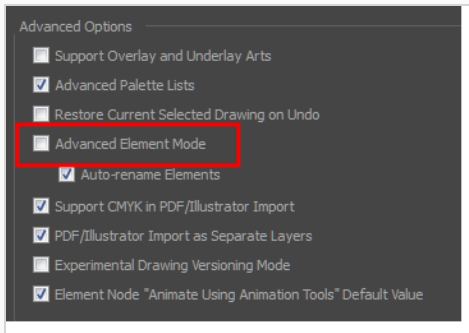 Advanced Options
Support Overlay and Underlay Arts
Advanced Palette Lists
Restore Current Selected Drawing on Undo
Advanced Element Mode
Auto-rename Elements
Support CMYK in PDF/Illustrator Import
PDF/Illustrator Import as Separate Layers
Experimental Drawing Versioning Mode
Element Node "Animate Using Animation Tools" Default Value